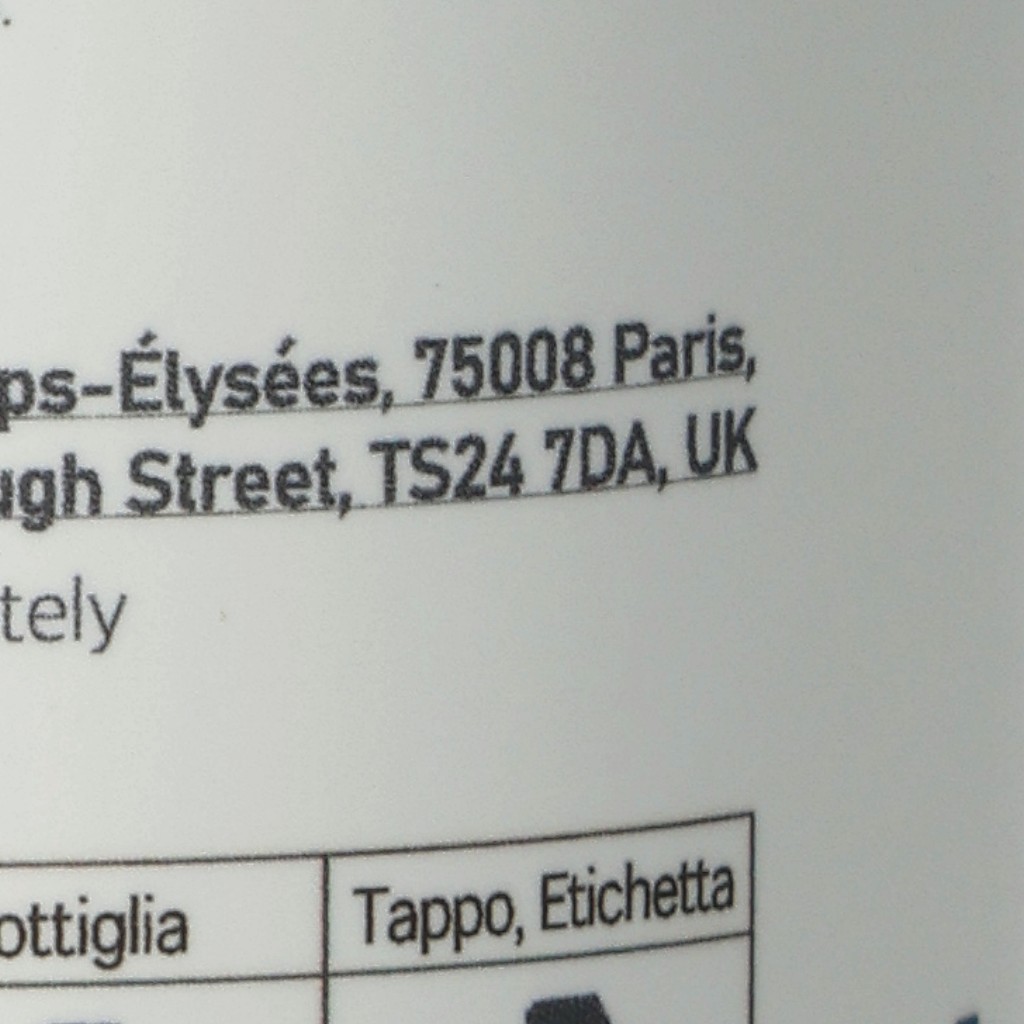 ps-Élysées, 75008 Paris,
ugh Street, TS24 7DA, UK
tely
ottiglia
Tappo, Etichetta